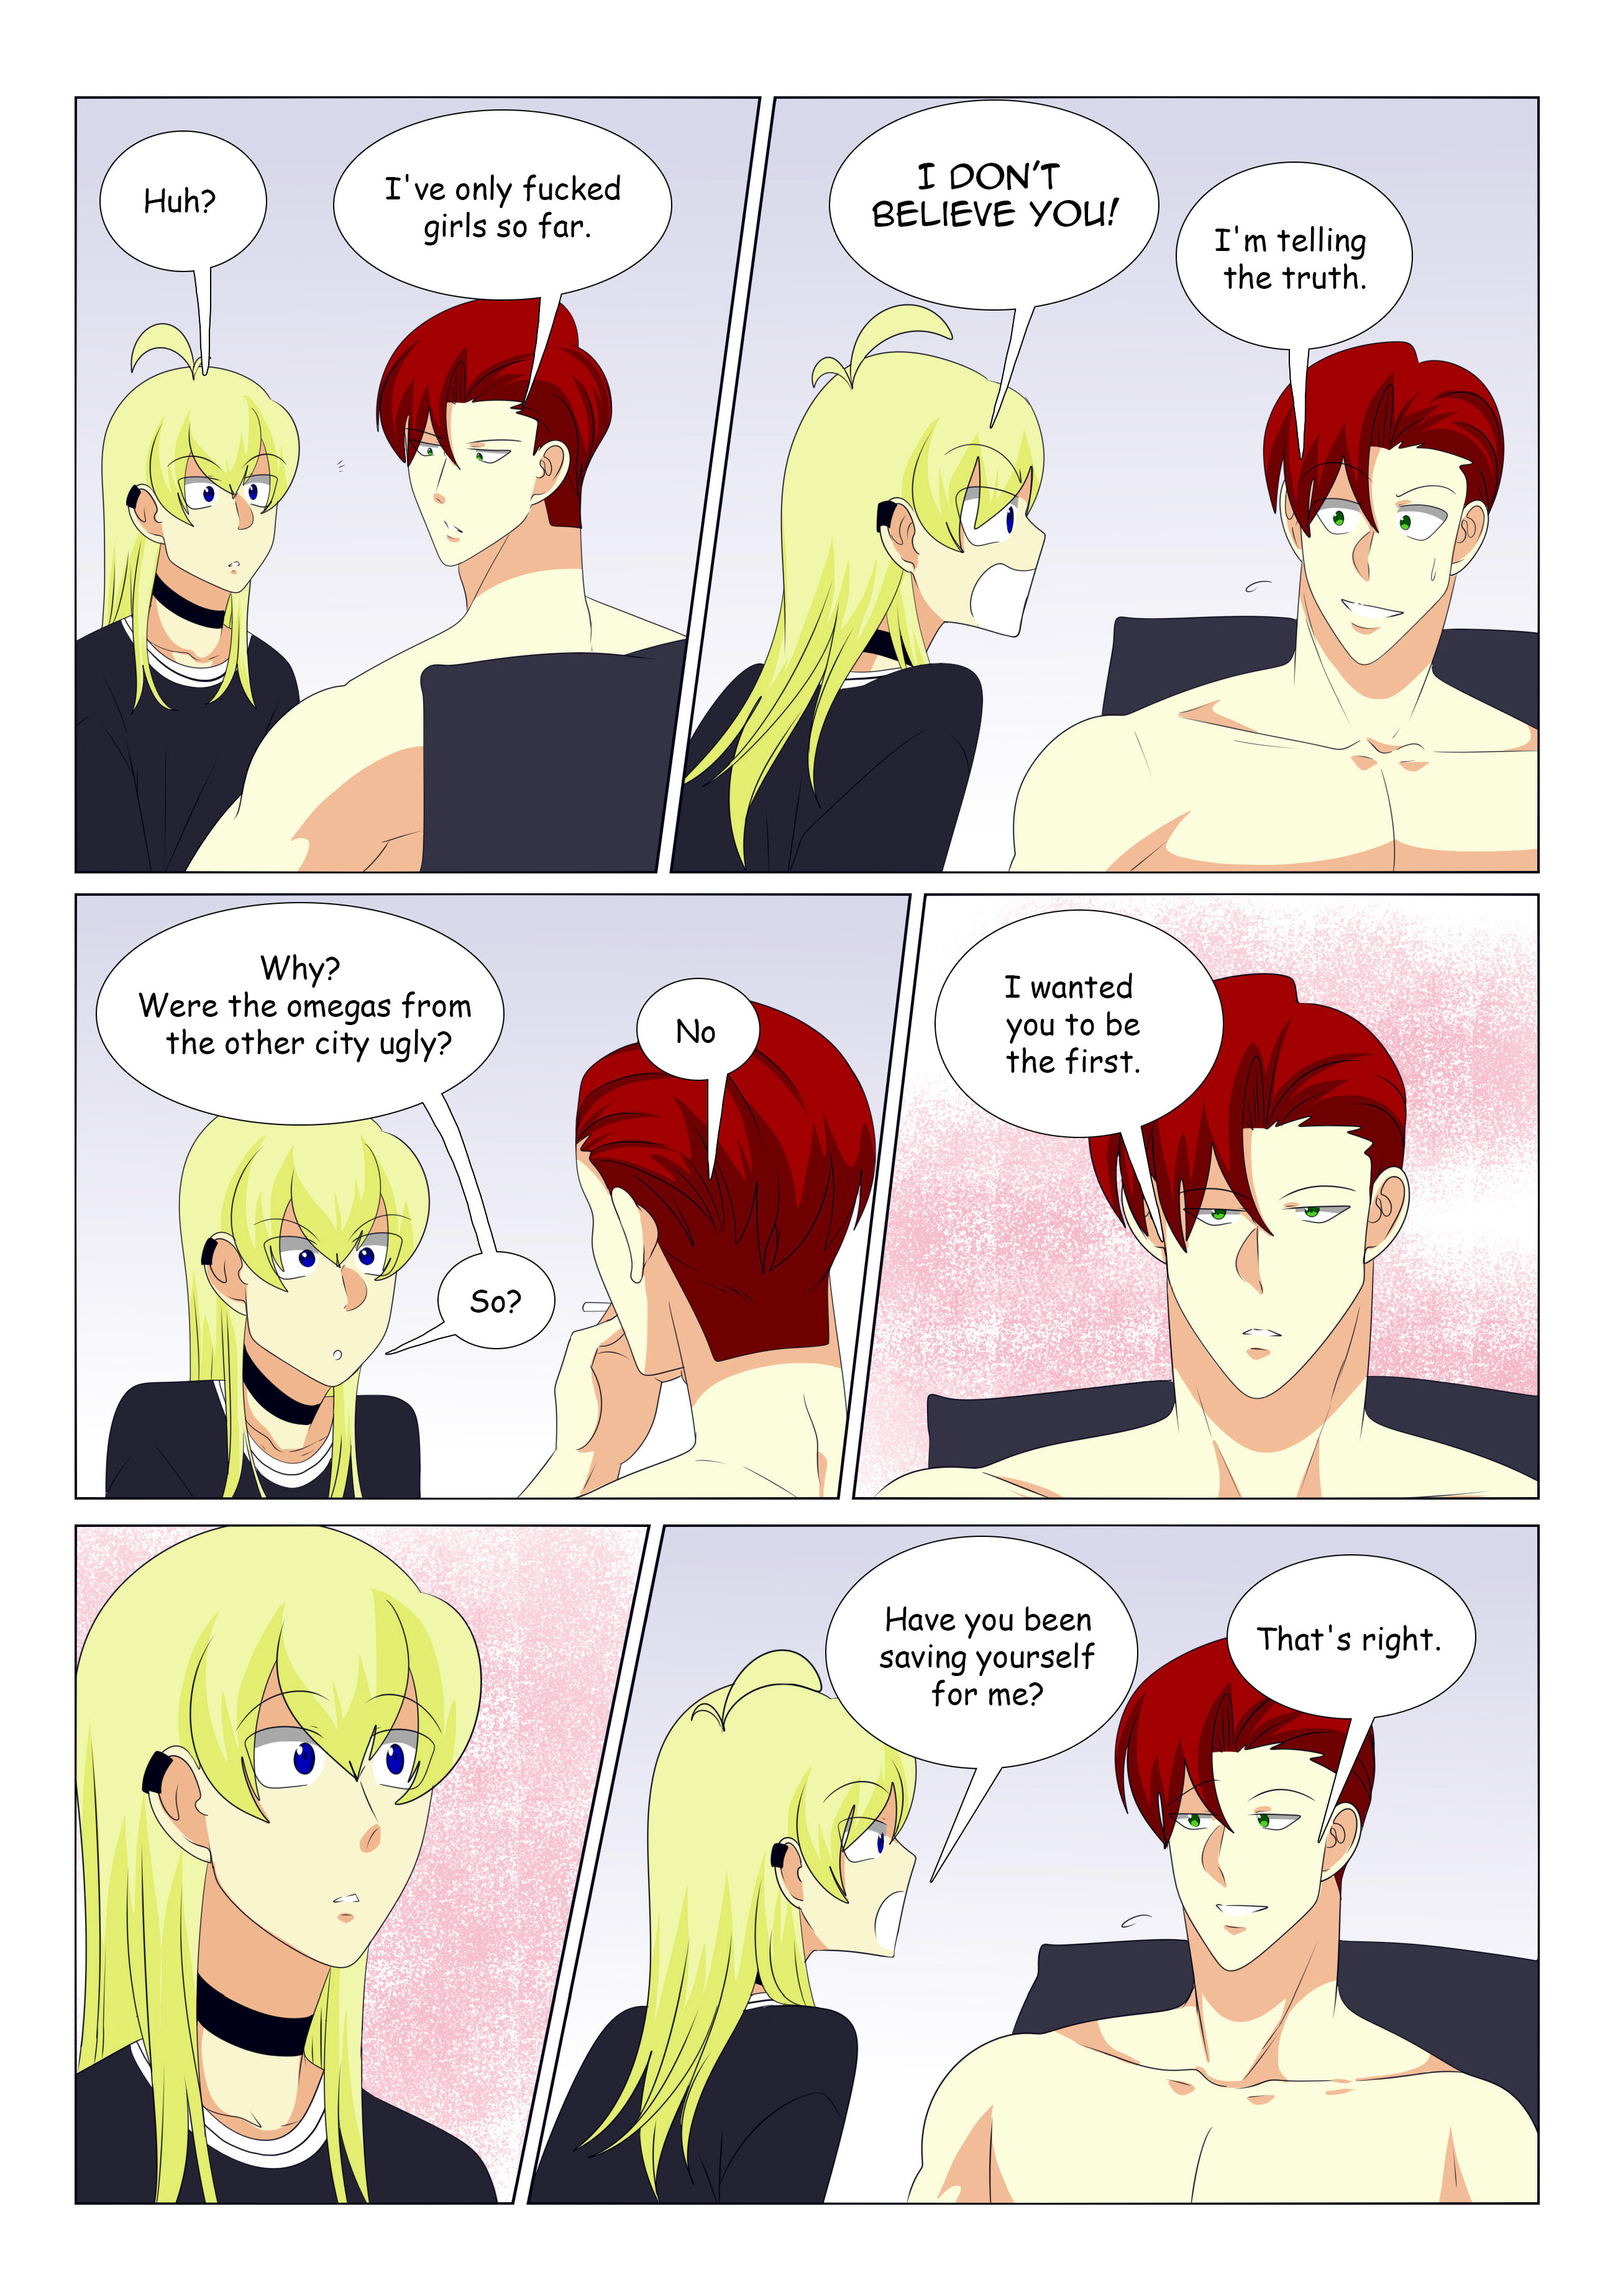 Huh?
I've only fucked
girls so far.
I DON'T
BELIEVE YOU!
I'm telling
the truth.
Why?
Were the omegas from
the other city ugly?
No
So?
I wanted
you to be
the first.
Have you been
saving yourself
for me?
That's right.